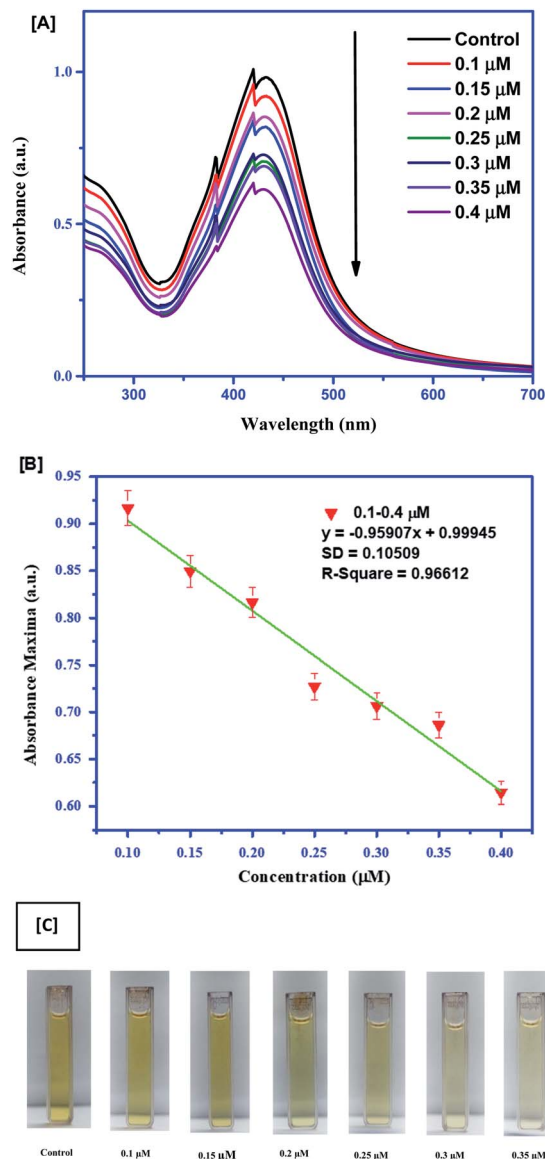 [A]
Control
0.1 μM
0.15 μM
0.2 μM
0.25 μM
0.3 μM
0.35 μM
0.4 μM
1.0
0.5
0.0
Absorbance (a.u.)
300 400 500 600 700
Wavelength (nm)
[B]
0.1-0.4 μM
y = -0.95907x + 0.99945
SD = 0.10509
R-Square = 0.96612
0.95
0.90
0.85
0.80
0.75
0.70
0.65
0.60
Absorbance Maxima (a.u.)
0.10 0.15 0.20 0.25 0.30 0.35 0.40
Concentration (μM)
[C]
Control 0.1 μM 0.15 μM 0.2 μM 0.25 μM 0.3 μM 0.35 μM